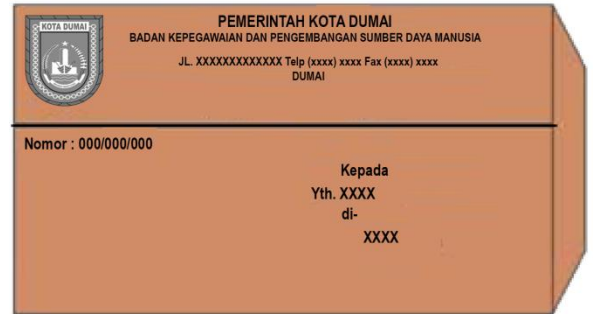 KOTA DUMAI
PEMERINTAH KOTA DUMAI
BADAN KEPEGAWAIAN DAN PENGEMBANGAN SUMBER DAYA MANUSIA
JL. XXXXXXXXXXXXX Telp (xxxx) xxxx Fax (xxxx) xxxx
DUMAI
Nomor : 000/000/000
Kepada
Yth. XXXX
di-
XXXX